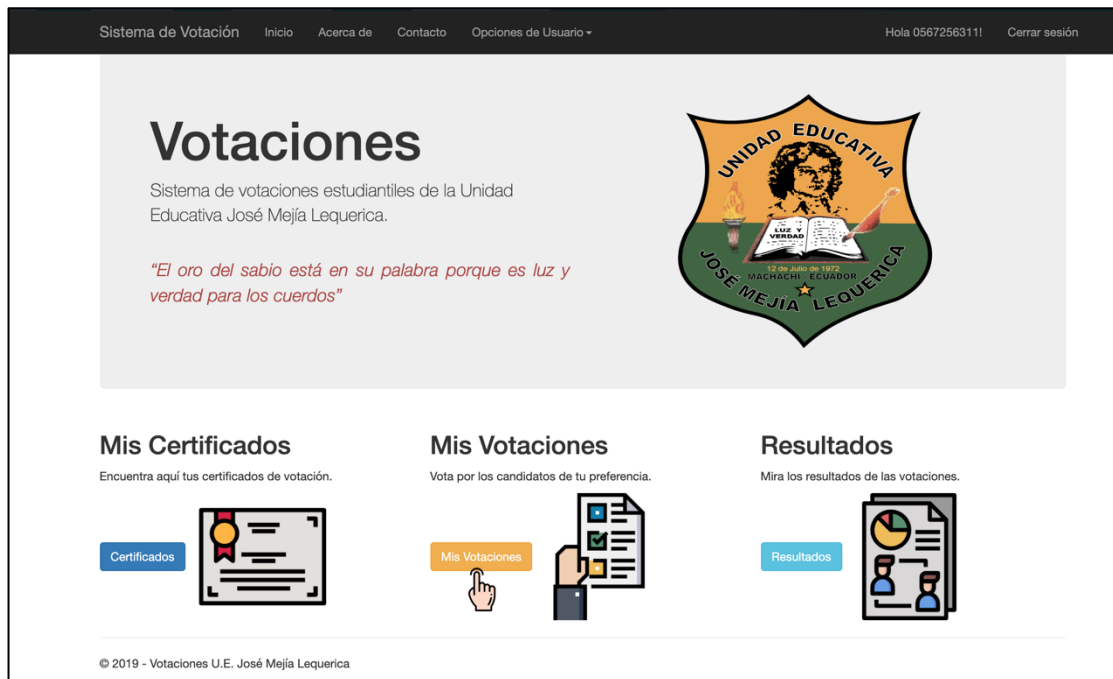 Sistema de Votación Inicio Acerca de Contacto Opciones de Usuario Hola 0567256311! Cerrar sesión
Votaciones
Sistema de votaciones estudiantiles de la Unidad
Educativa José Mejía Lequerica.
“El oro del sabio está en su palabra porque es luz y
verdad para los cuerdos”
UNIDAD EDUCATIVA
LUZ Y
VERDAD
12 de Julio de 1972
MACHACHI - ECUADOR
JOSÉ MEJÍA LEQUERICA
Mis Certificados
Encuentra aquí tus certificados de votación.
Certificados
Mis Votaciones
Vota por los candidatos de tu preferencia.
Mis Votaciones
Resultados
Mira los resultados de las votaciones.
Resultados
© 2019 - Votaciones U.E. José Mejía Lequerica